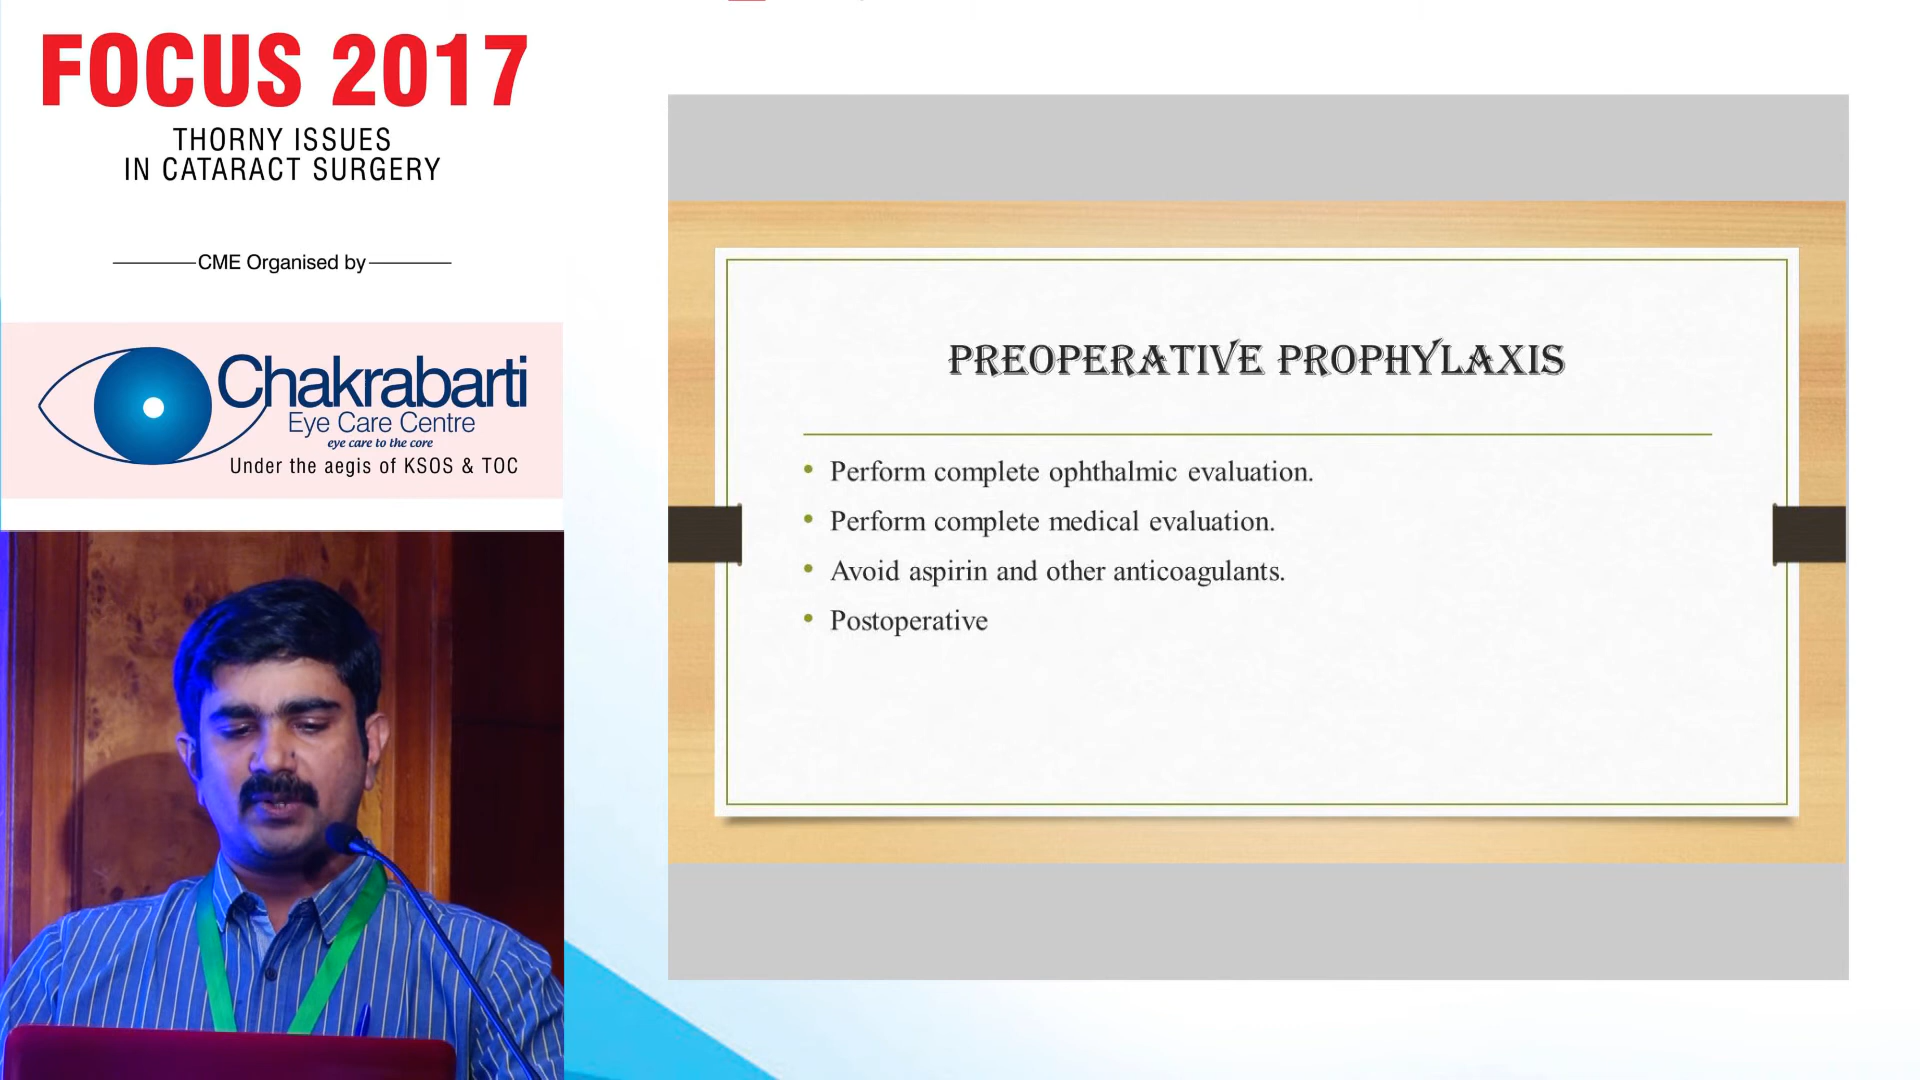 FOCUS 2017
THORNY ISSUES
IN CATARACT SURGERY
CME Organised by
Chakrabarti
Eye Care Centre
eye care to the core
Under the aegis of KSOS & TOC
PREOPERATIVE PROPHYLAXIS
• Perform complete ophthalmic evaluation.
• Perform complete medical evaluation.
• Avoid aspirin and other anticoagulants.
• Postoperative